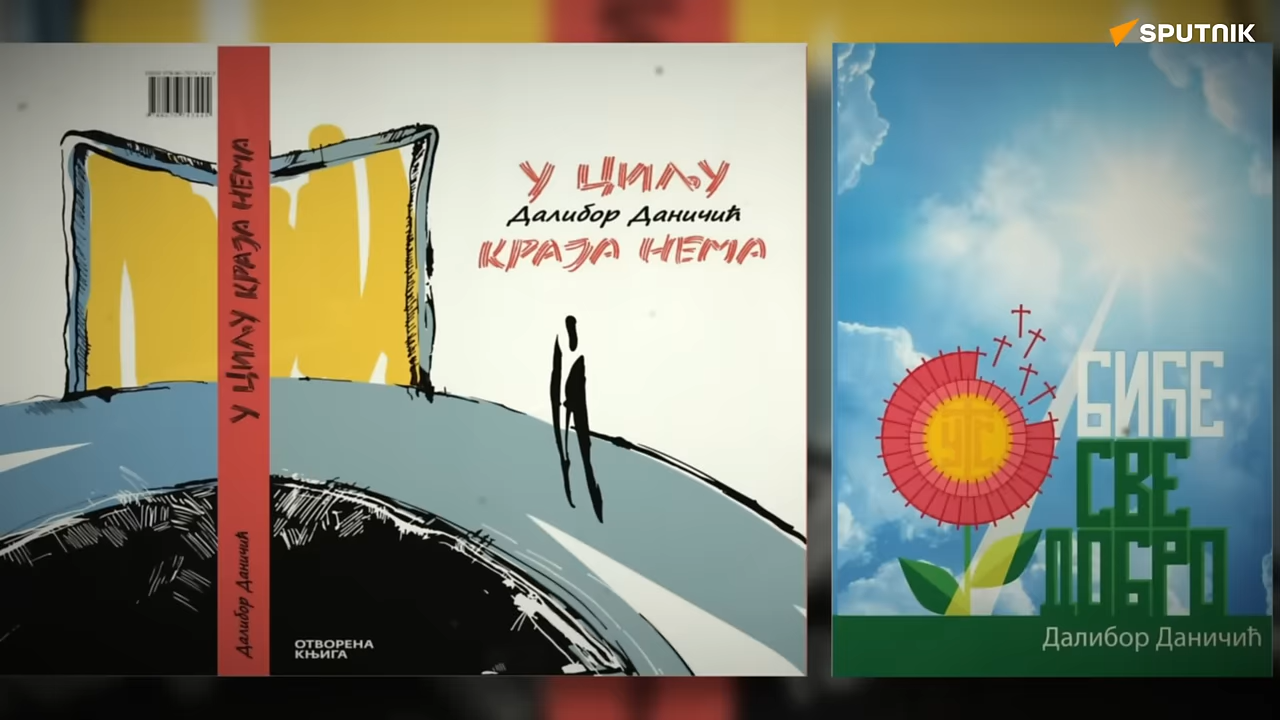 SPUTNIK
У ЦИЉУ КРАЈА НЕМА
Далибор Даничић
У ЦИЉУ
Далибор Даничић
КРАЈА НЕМА
ОТВОРЕНА
КЊИГА
БИЋЕ
СВЕ
ДОБРО
Далибор Даничић